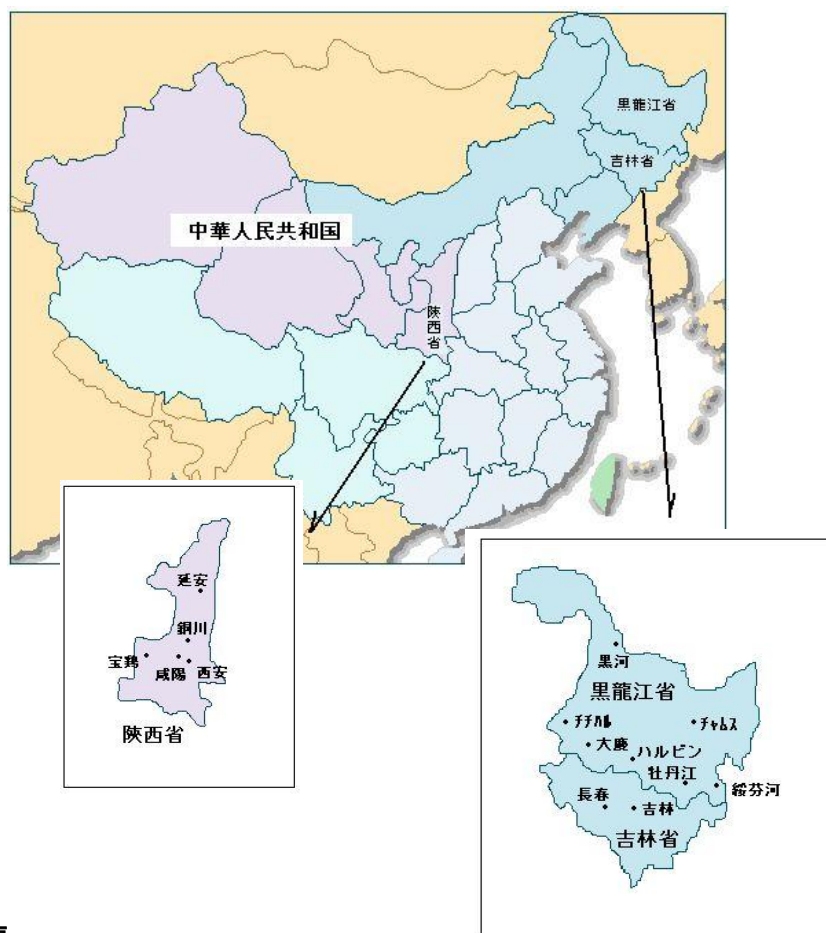 黒龍江省
吉林省
中華人民共和国
陝西省
延安
銅川
宝鶏
咸陽
西安
陝西省
黒河
黒龍江省
チチハル
チャムス
大慶
ハルビン
牡丹江
綏芬河
長春
吉林
吉林省